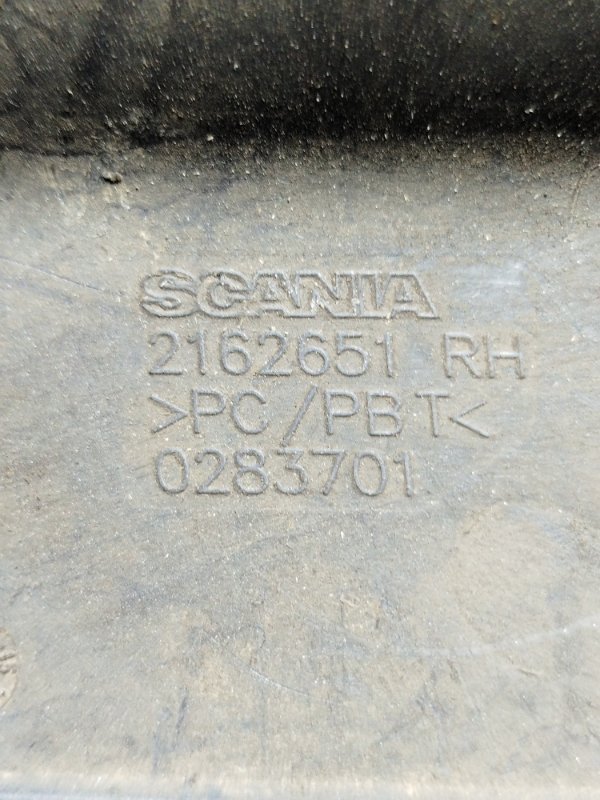 SCANIA
2162651 RH
>PC/PBT<
0283701